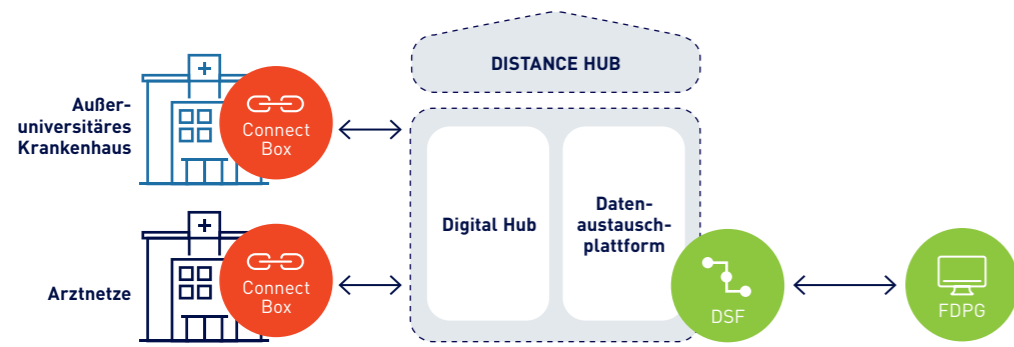 DISTANCE HUB
Außer-
universitäres
Krankenhaus
Connect
Box
Digital Hub
Daten-
austausch-
plattform
Arztnetze
Connect
Box
DSF
FDPG